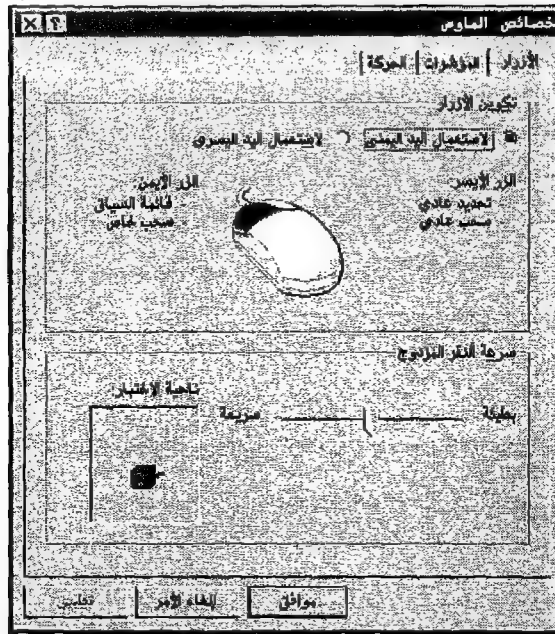 خصائص الماوس
الأزرار المؤشرات الحركة
تكوين الأزرار
لاستعمال اليد اليمنى لاستعمال اليد اليسرى
الزر الأيسر: الزر الأيمن:
تحديد عادي قائمة السياق
سحب عادي سحب خاص
سرعة النقر المزدوج
ناحية الاختبار:
بطيئة سريعة
موافق إلغاء الأمر تطبيق